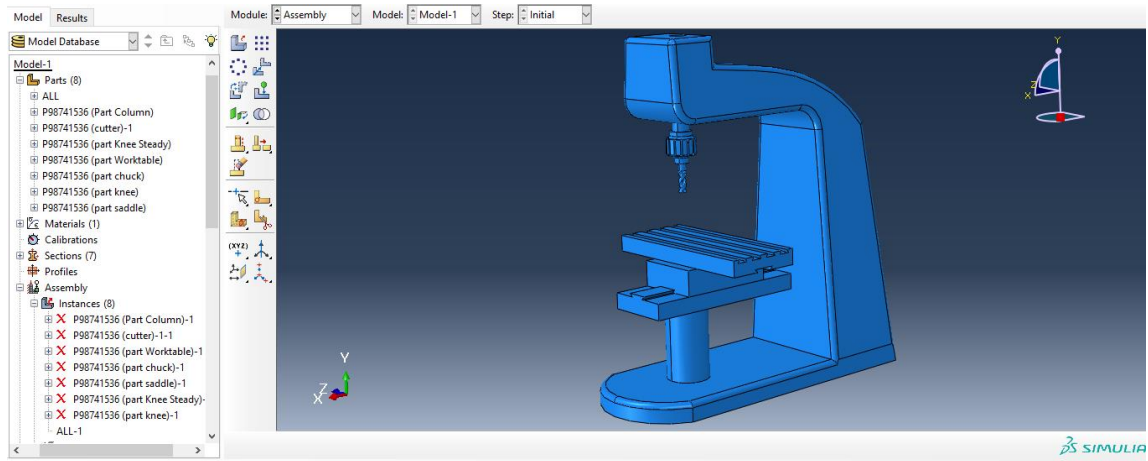 Model Results
Module: Assembly Model: Model-1 Step: Initial
Model Database
Model-1
Parts (8)
ALL
P98741536 (Part Column)
P98741536 (cutter)-1
P98741536 (part Knee Steady)
P98741536 (part Worktable)
P98741536 (part chuck)
P98741536 (part knee)
P98741536 (part saddle)
Materials (1)
Calibrations
Sections (7)
Profiles
Assembly
Instances (8)
P98741536 (Part Column)-1
P98741536 (cutter)-1-1
P98741536 (part Worktable)-1
P98741536 (part chuck)-1
P98741536 (part saddle)-1
P98741536 (part Knee Steady)-
P98741536 (part knee)-1
ALL-1
(XYZ)
Y
Z
X
Y
Z
X
SIMULIA